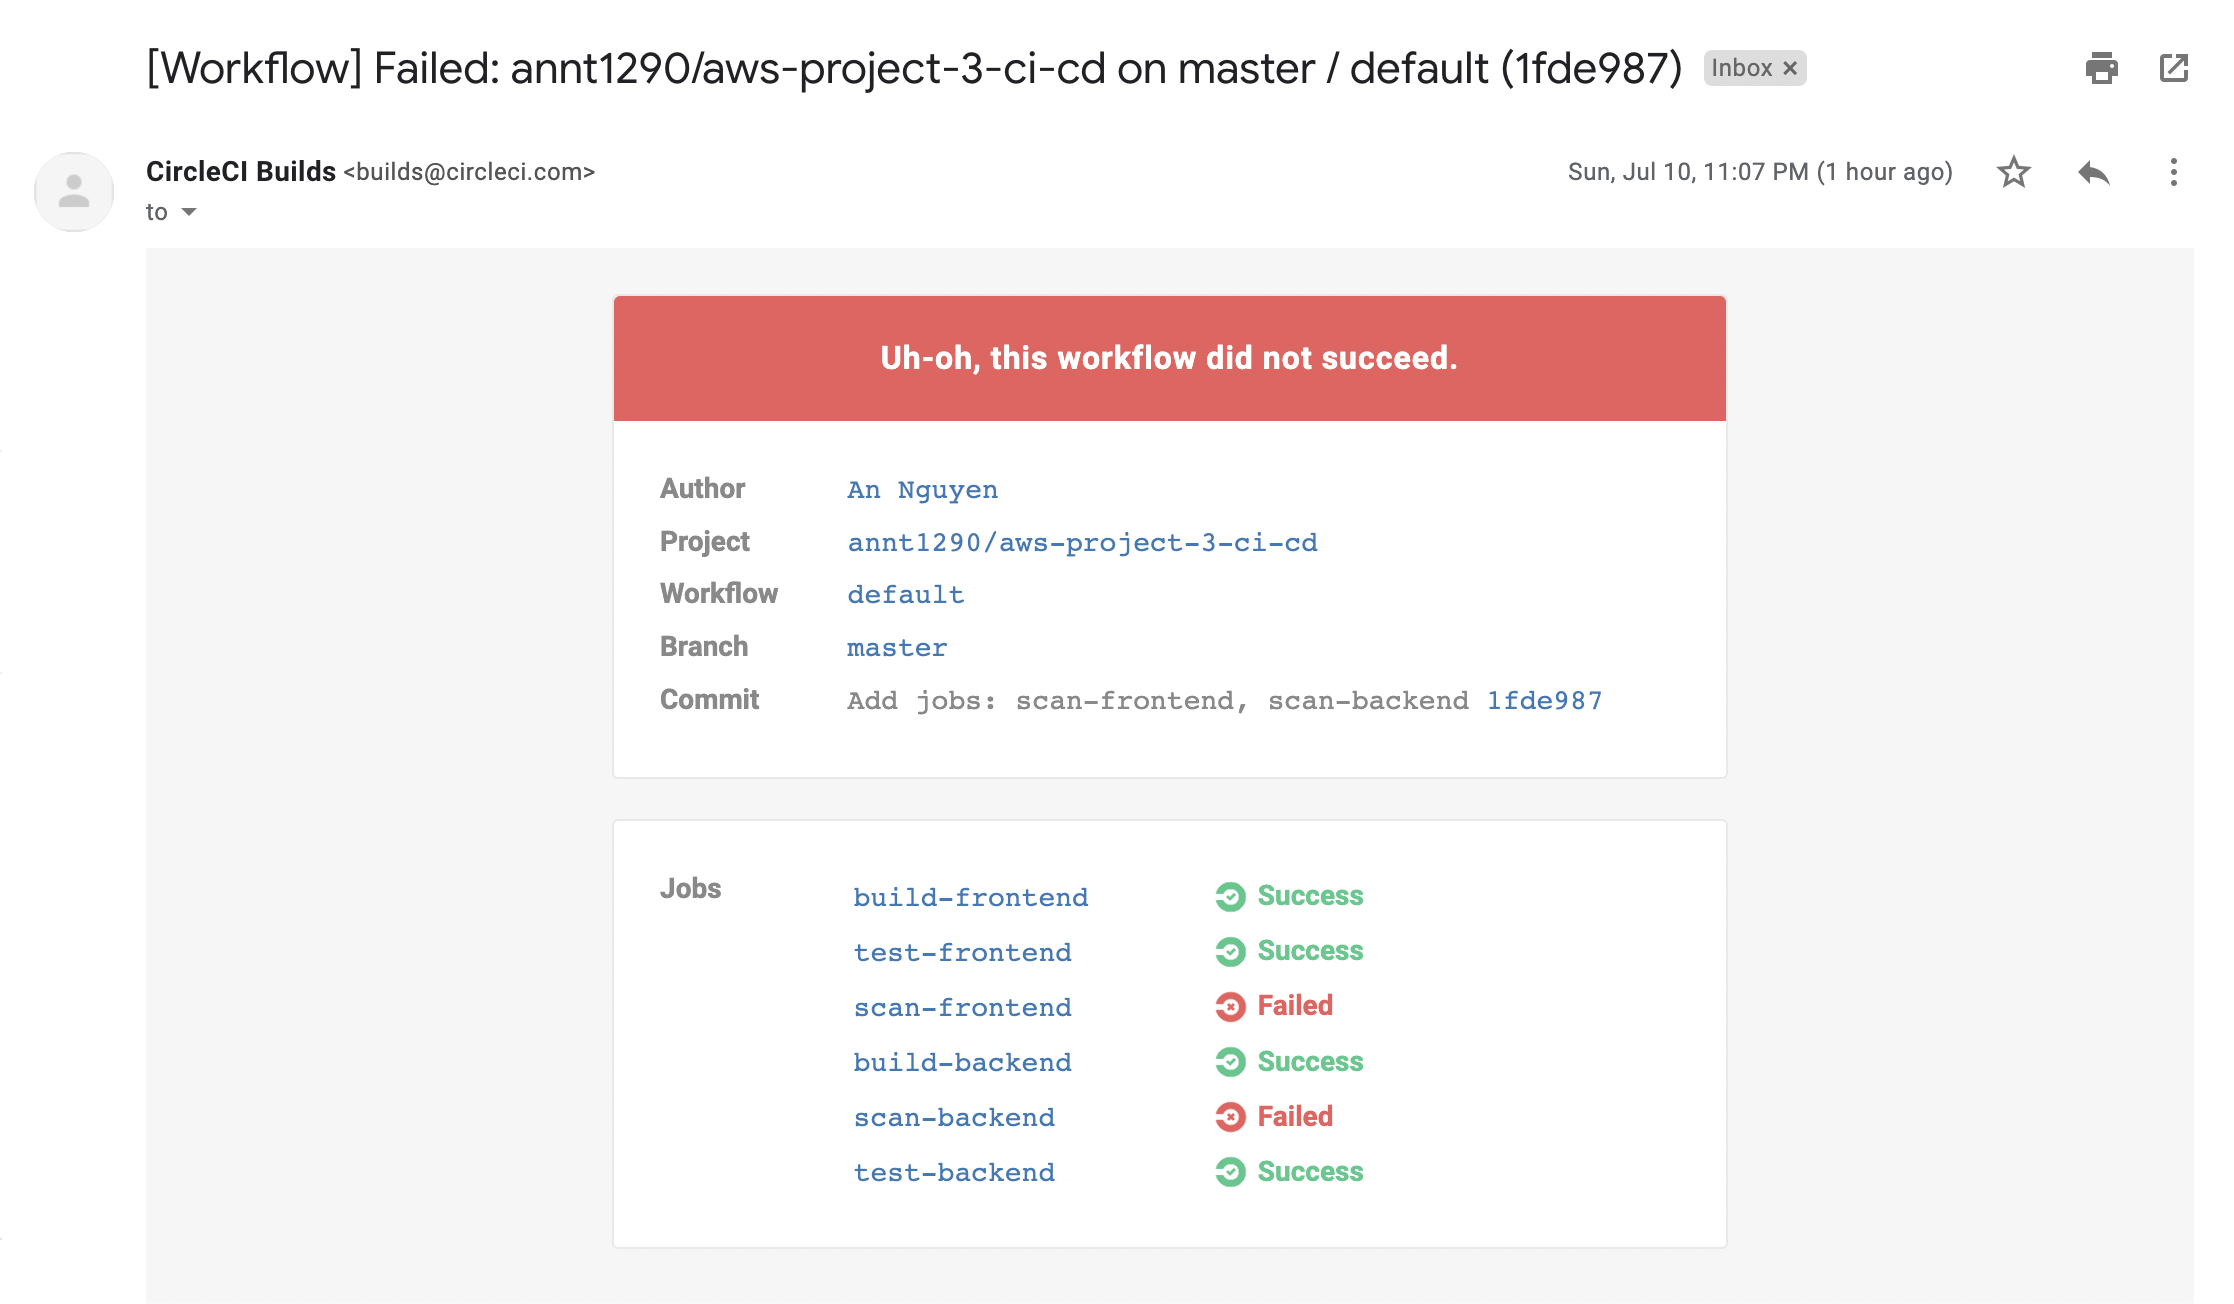 [Workflow] Failed: annt1290/aws-project-3-ci-cd on master / default (1fde987) Inbox ×
CircleCI Builds <builds@circleci.com> Sun, Jul 10, 11:07 PM (1 hour ago)
to
Uh-oh, this workflow did not succeed.
Author An Nguyen
Project annt1290/aws-project-3-ci-cd
Workflow default
Branch master
Commit Add jobs: scan-frontend, scan-backend 1fde987
Jobs build-frontend Success
test-frontend Success
scan-frontend Failed
build-backend Success
scan-backend Failed
test-backend Success